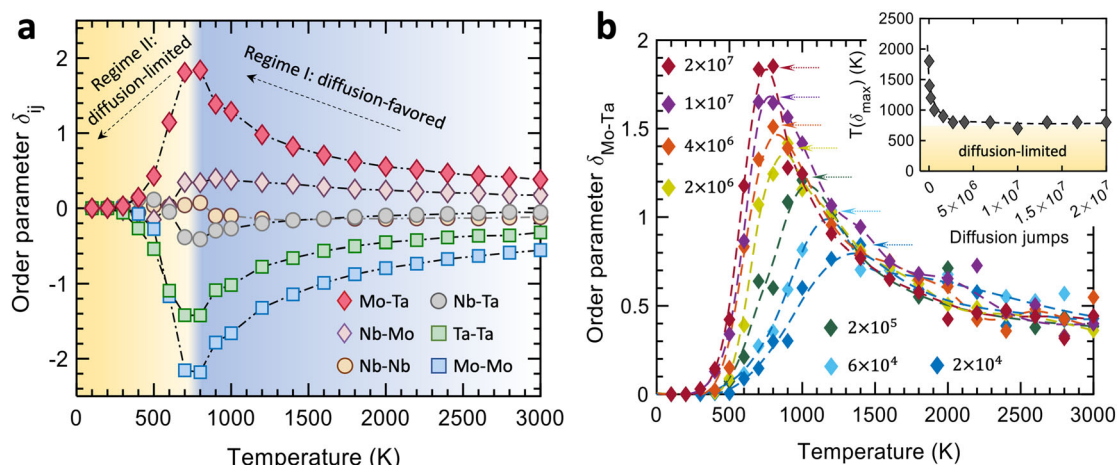 a
2
1
0
-1
-2
Order parameter δij
Regime II:
diffusion-limited
Regime I: diffusion-favored
Mo-Ta
Nb-Ta
Nb-Mo
Ta-Ta
Nb-Nb
Mo-Mo
0
500
1000
1500
2000
2500
3000
Temperature (K)
b
2
1.5
1
0.5
0
Order parameter δMo-Ta
2×10⁷
1×10⁷
4×10⁶
2×10⁶
2×10⁵
6×10⁴
2×10⁴
0
500
1000
1500
2000
2500
3000
Temperature (K)
2500
2000
1500
1000
500
0
T(δmax) (K)
diffusion-limited
0
5×10⁶
1×10⁷
1.5×10⁷
2×10⁷
Diffusion jumps